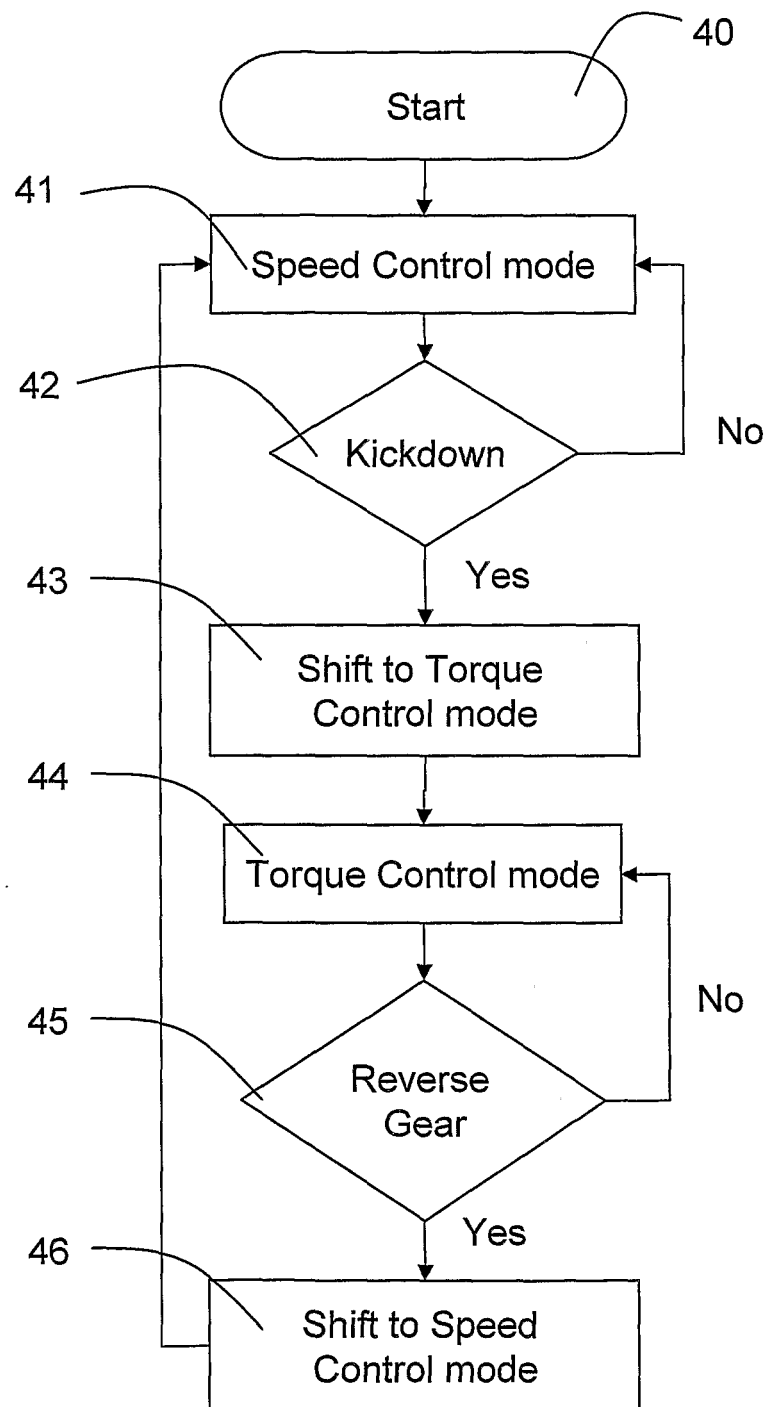 40
Start
41
Speed Control mode
42
Kickdown
No
Yes
43
Shift to Torque
Control mode
44
Torque Control mode
No
45
Reverse
Gear
Yes
46
Shift to Speed
Control mode